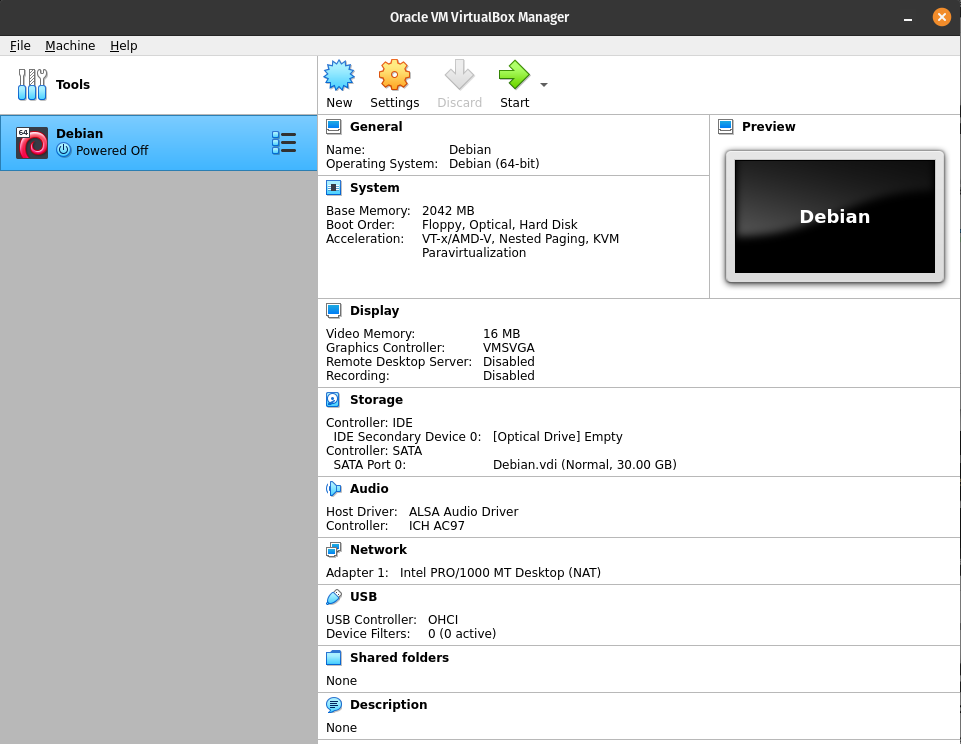 Oracle VM VirtualBox Manager
File Machine Help
Tools
New Settings Discard Start
64
Debian
Powered Off
General
Name: Debian
Operating System: Debian (64-bit)
Preview
Debian
System
Base Memory: 2042 MB
Boot Order: Floppy, Optical, Hard Disk
Acceleration: VT-x/AMD-V, Nested Paging, KVM
Paravirtualization
Display
Video Memory: 16 MB
Graphics Controller: VMSVGA
Remote Desktop Server: Disabled
Recording: Disabled
Storage
Controller: IDE
IDE Secondary Device 0: [Optical Drive] Empty
Controller: SATA
SATA Port 0: Debian.vdi (Normal, 30.00 GB)
Audio
Host Driver: ALSA Audio Driver
Controller: ICH AC97
Network
Adapter 1: Intel PRO/1000 MT Desktop (NAT)
USB
USB Controller: OHCI
Device Filters: 0 (0 active)
Shared folders
None
Description
None